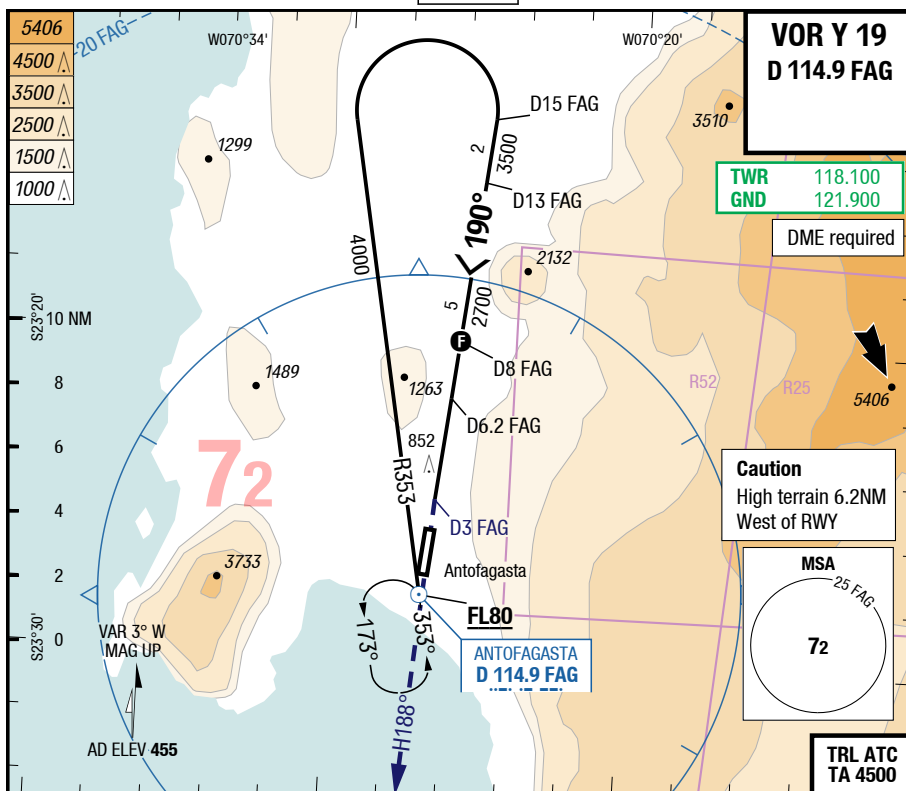 5406
4500
3500
2500
1500
1000
20 FAG
W070°34'
W070°20'
VOR Y 19
D 114.9 FAG
TWR 118.100
GND 121.900
DME required
3510
1299
D15 FAG
2
3500
D13 FAG
190°
4000
2132
5
2700
S23°20'
10 NM
F
D8 FAG
1489
1263
R52
R25
5406
8
D6.2 FAG
6
852
72
R353
Caution
High terrain 6.2NM
West of RWY
4
D3 FAG
3733
Antofagasta
2
MSA
25 FAG
72
FL80
S23°30'
0
VAR 3° W
MAG UP
173°
353°
ANTOFAGASTA
D 114.9 FAG
H188°
AD ELEV 455
TRL ATC
TA 4500